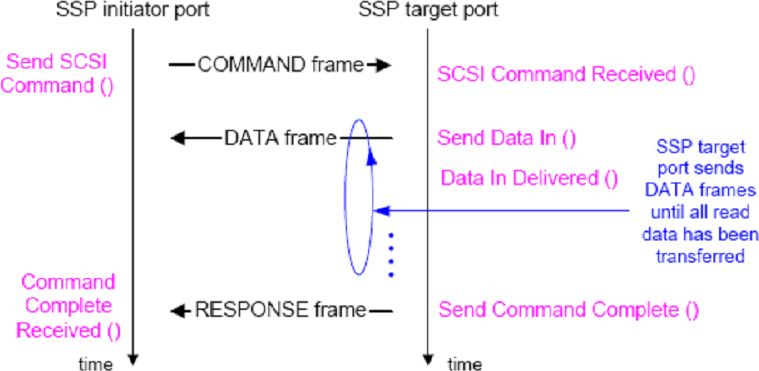 SSP initiator port
SSP target port
Send SCSI
Command ()
COMMAND frame
SCSI Command Received ()
DATA frame
Send Data In ()
Data In Delivered ()
SSP target
port sends
DATA frames
until all read
data has been
transferred
Command
Complete
Received ()
RESPONSE frame
Send Command Complete ()
time
time